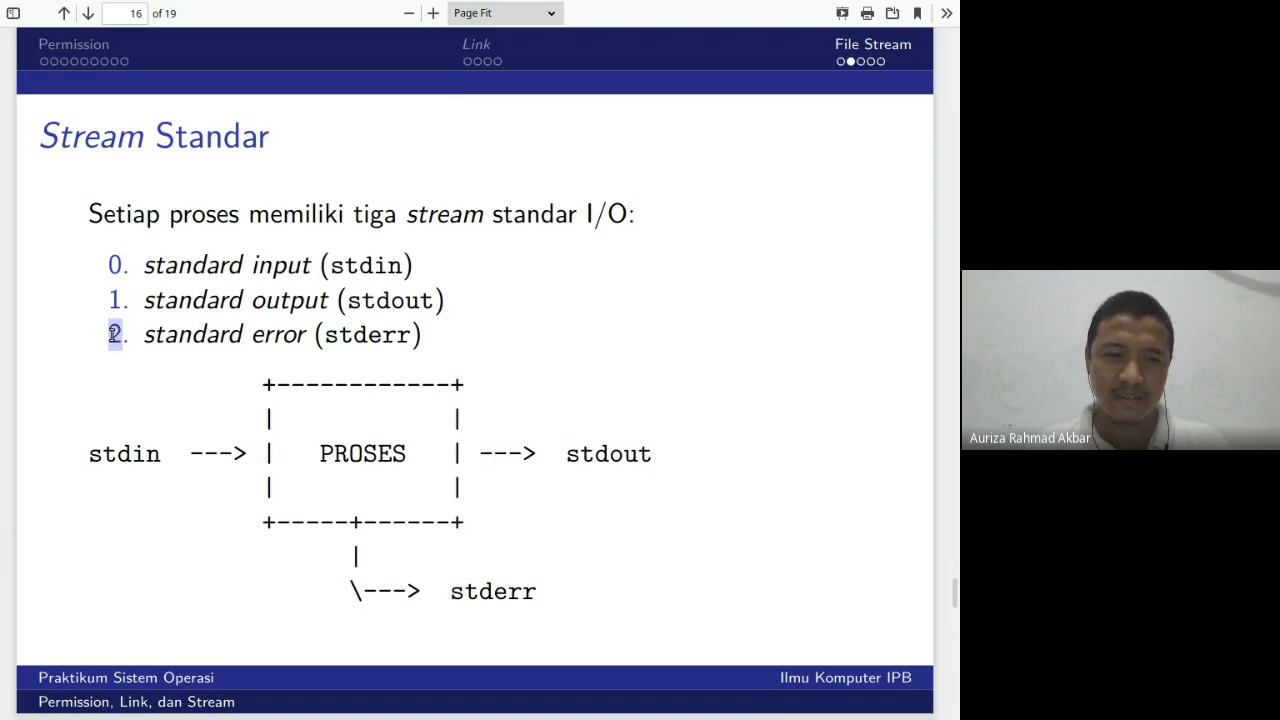 16 of 19
Page Fit
Permission
Link
File Stream
Stream Standar
Setiap proses memiliki tiga stream standar I/O:
0. standard input (stdin)
1. standard output (stdout)
2. standard error (stderr)
+------------+
| |
stdin ---> | PROSES | ---> stdout
| |
+-----+------+
|
\---> stderr
Praktikum Sistem Operasi
Ilmu Komputer IPB
Permission, Link, dan Stream
Auriza Rahmad Akbar